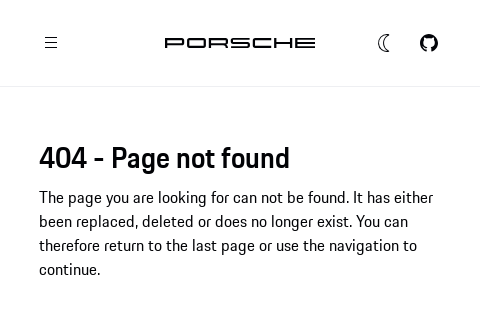 PORSCHE
404 - Page not found
The page you are looking for can not be found. It has either
been replaced, deleted or does no longer exist. You can
therefore return to the last page or use the navigation to
continue.